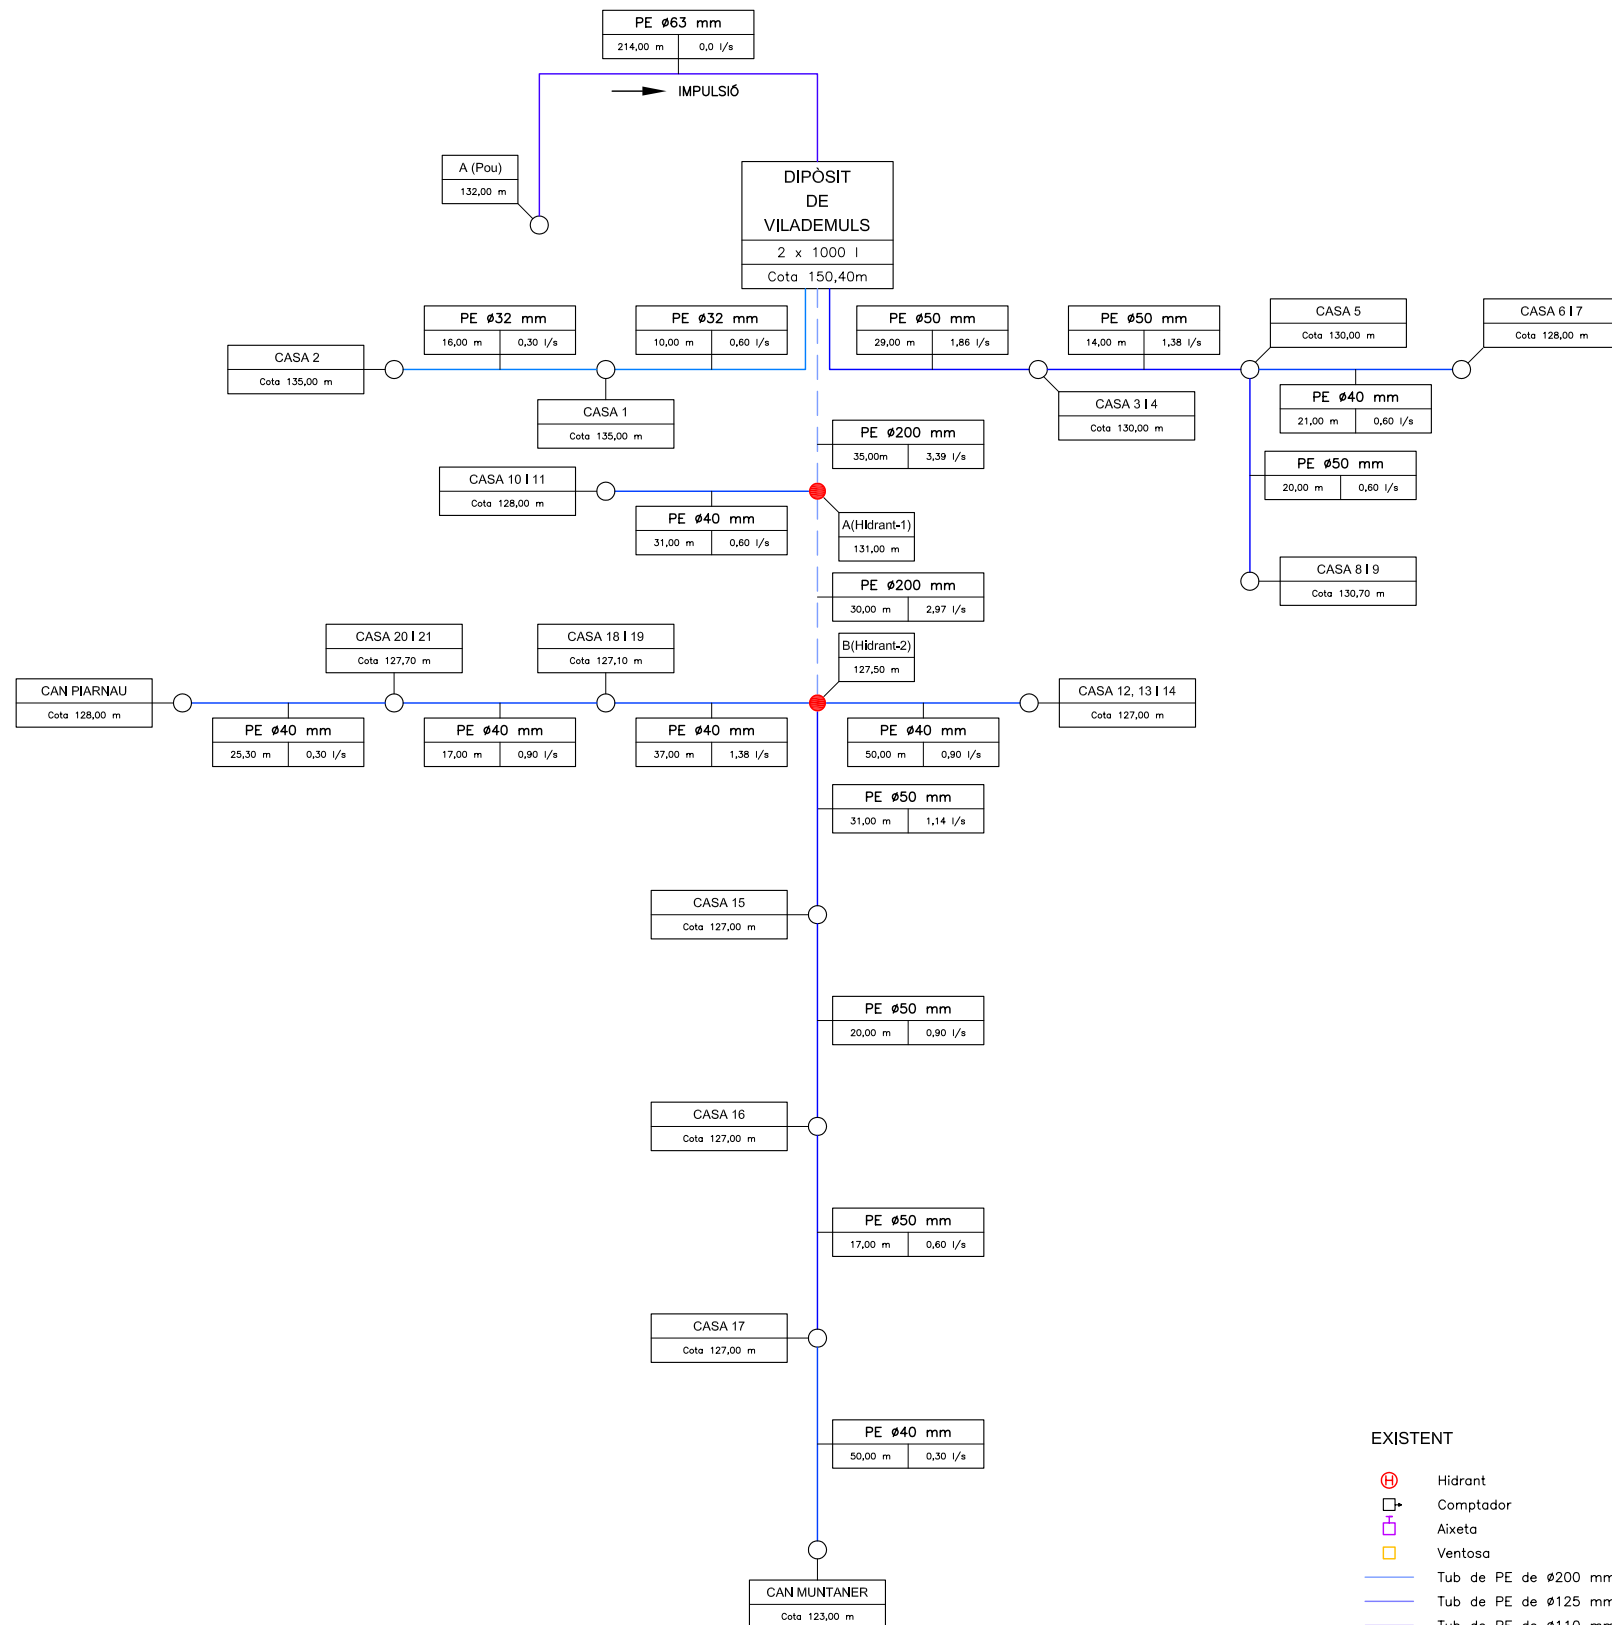 PE ø63 mm
214,00 m 0,0 l/s
IMPULSIÓ
A (Pou)
132,00 m
DIPÒSIT
DE
VILADEMULS
2 x 1000 l
Cota 150,40m
PE ø32 mm
16,00 m 0,30 l/s
PE ø32 mm
10,00 m 0,60 l/s
PE ø50 mm
29,00 m 1,86 l/s
PE ø50 mm
14,00 m 1,38 l/s
CASA 5
Cota 130,00 m
CASA 6 I 7
Cota 128,00 m
CASA 2
Cota 135,00 m
CASA 1
Cota 135,00 m
CASA 3 I 4
Cota 130,00 m
PE ø40 mm
21,00 m 0,60 l/s
PE ø200 mm
35,00m 3,39 l/s
PE ø50 mm
20,00 m 0,60 l/s
CASA 10 I 11
Cota 128,00 m
PE ø40 mm
31,00 m 0,60 l/s
A(Hidrant-1)
131,00 m
CASA 8 I 9
Cota 130,70 m
PE ø200 mm
30,00 m 2,97 l/s
CASA 20 I 21
Cota 127,70 m
CASA 18 I 19
Cota 127,10 m
B(Hidrant-2)
127,50 m
CAN PIARNAU
Cota 128,00 m
CASA 12, 13 I 14
Cota 127,00 m
PE ø40 mm
25,30 m 0,30 l/s
PE ø40 mm
17,00 m 0,90 l/s
PE ø40 mm
37,00 m 1,38 l/s
PE ø40 mm
50,00 m 0,90 l/s
PE ø50 mm
31,00 m 1,14 l/s
CASA 15
Cota 127,00 m
PE ø50 mm
20,00 m 0,90 l/s
CASA 16
Cota 127,00 m
PE ø50 mm
17,00 m 0,60 l/s
CASA 17
Cota 127,00 m
PE ø40 mm
50,00 m 0,30 l/s
CAN MUNTANER
Cota 123,00 m
EXISTENT
H Hidrant
Comptador
Aixeta
Ventosa
Tub de PE de ø200 mm
Tub de PE de ø125 mm
Tub de PE de ø110 mm